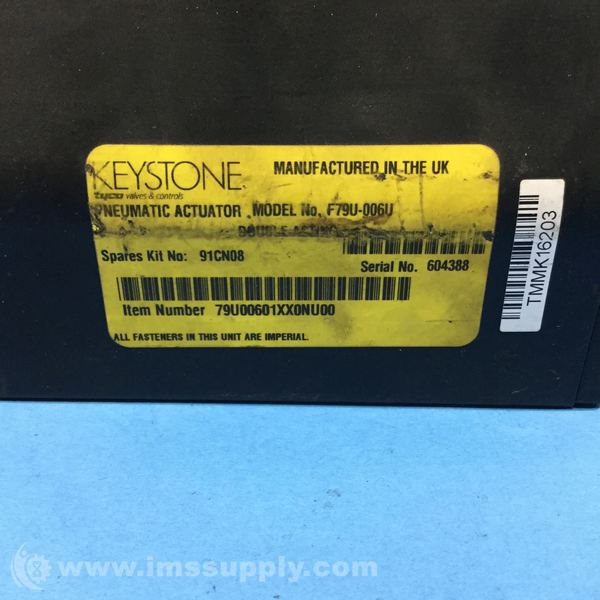 KEYSTONE
tyco valves & controls
MANUFACTURED IN THE UK
PNEUMATIC ACTUATOR MODEL No. F79U-006U
DOUBLE ACTING
Spares Kit No: 91CN08
Serial No. 604388
Item Number 79U00601XX0NU00
ALL FASTENERS IN THIS UNIT ARE IMPERIAL.
TMMK16203
www.imssupply.com